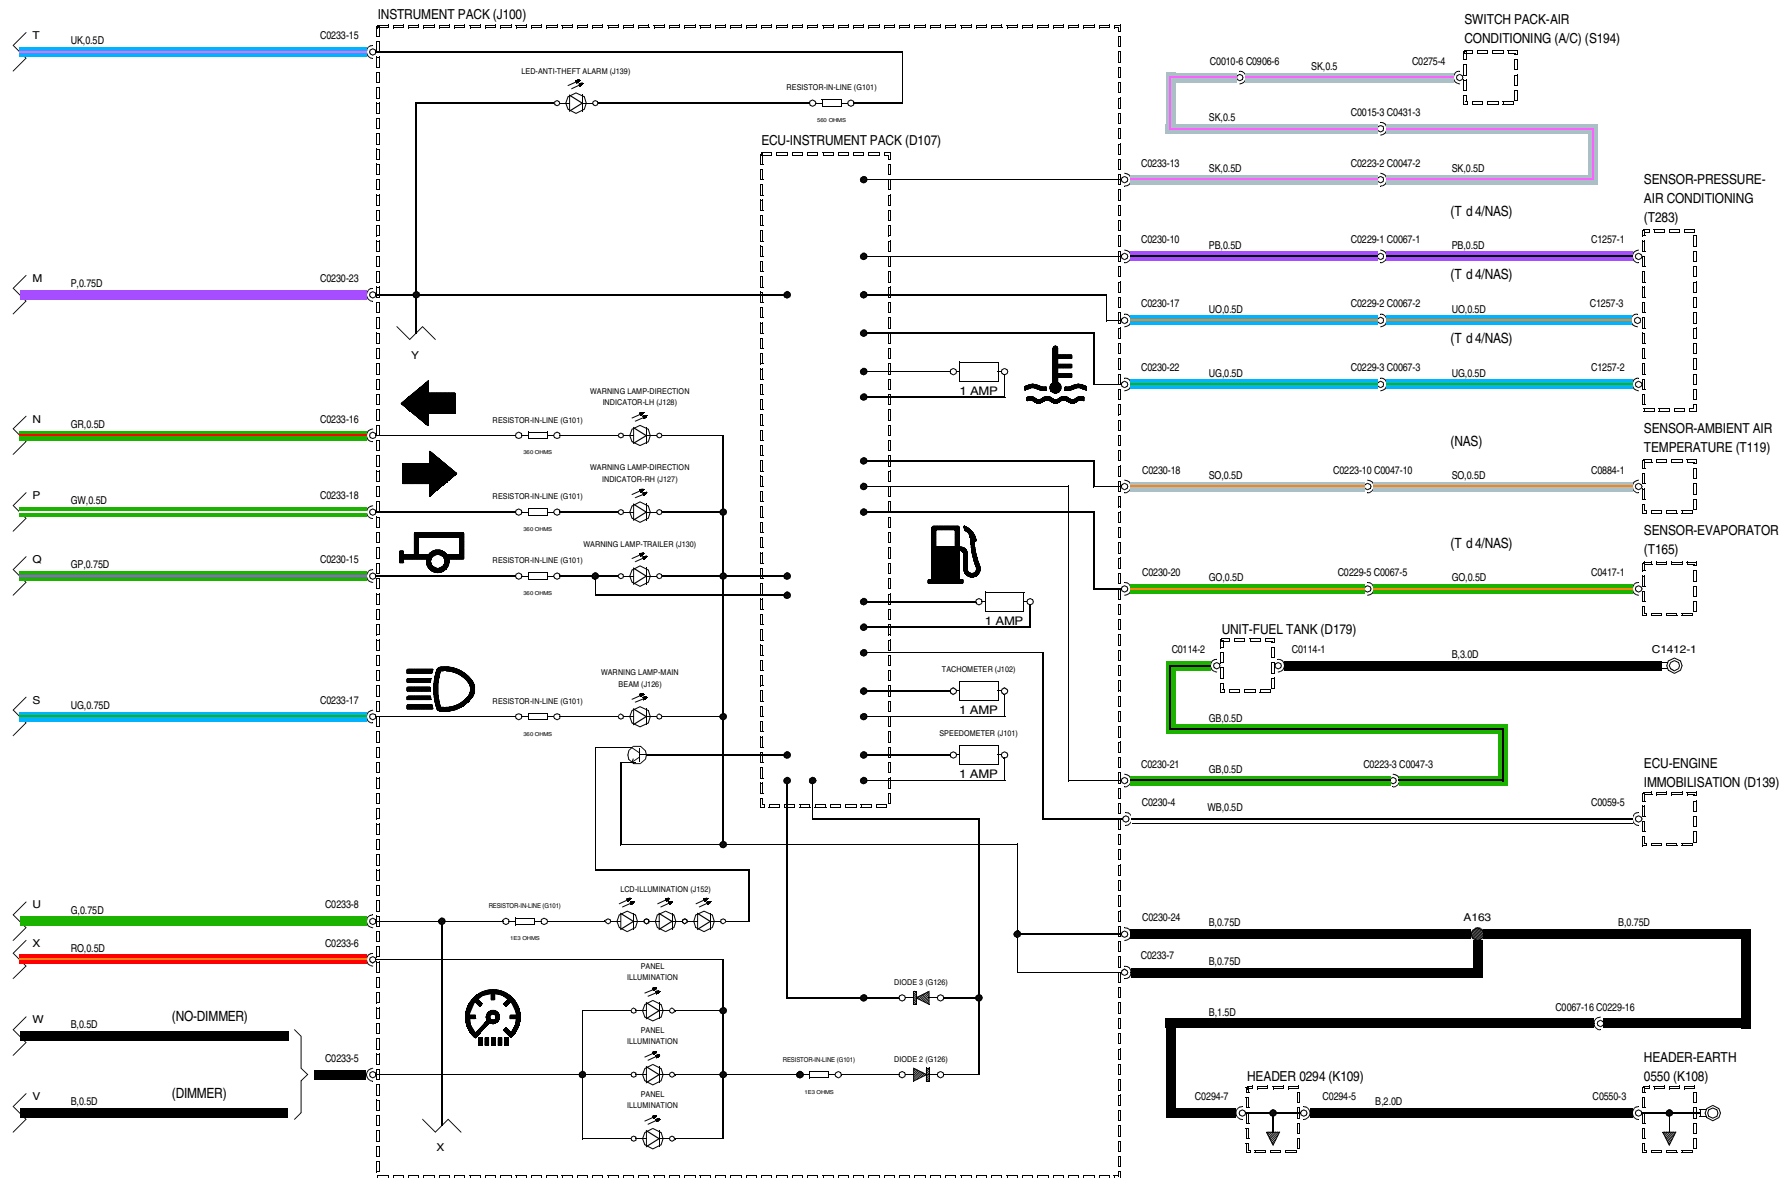 INSTRUMENT PACK (J100)
SWITCH PACK-AIR
CONDITIONING (A/C) (S194)
T
UK,0.5D
C0233-15
LED-ANTI-THEFT ALARM (J139)
RESISTOR-IN-LINE (G101)
560 OHMS
C0010-6 C0906-6
SK,0.5
C0275-4
SK,0.5
C0015-3 C0431-3
ECU-INSTRUMENT PACK (D107)
C0233-13
SK,0.5D
C0223-2 C0047-2
SK,0.5D
SENSOR-PRESSURE-
AIR CONDITIONING
(T283)
(T d 4/NAS)
C0230-10
PB,0.5D
C0229-1 C0067-1
PB,0.5D
C1257-1
(T d 4/NAS)
M
P,0.75D
C0230-23
C0230-17
UO,0.5D
C0229-2 C0067-2
UO,0.5D
C1257-3
(T d 4/NAS)
Y
C0230-22
UG,0.5D
C0229-3 C0067-3
UG,0.5D
C1257-2
1 AMP
WARNING LAMP-DIRECTION
INDICATOR-LH (J128)
N
GR,0.5D
C0233-16
RESISTOR-IN-LINE (G101)
360 OHMS
SENSOR-AMBIENT AIR
TEMPERATURE (T119)
(NAS)
WARNING LAMP-DIRECTION
INDICATOR-RH (J127)
C0230-18
SO,0.5D
C0223-10 C0047-10
SO,0.5D
C0884-1
P
GW,0.5D
C0233-18
RESISTOR-IN-LINE (G101)
360 OHMS
SENSOR-EVAPORATOR
(T165)
(T d 4/NAS)
WARNING LAMP-TRAILER (J130)
Q
GP,0.75D
C0230-15
RESISTOR-IN-LINE (G101)
360 OHMS
C0230-20
GO,0.5D
C0229-5 C0067-5
GO,0.5D
C0417-1
1 AMP
UNIT-FUEL TANK (D179)
C0114-2
C0114-1
B,3.0D
C1412-1
WARNING LAMP-MAIN
BEAM (J126)
TACHOMETER (J102)
1 AMP
S
UG,0.75D
C0233-17
RESISTOR-IN-LINE (G101)
360 OHMS
GB,0.5D
SPEEDOMETER (J101)
1 AMP
C0230-21
GB,0.5D
C0223-3 C0047-3
ECU-ENGINE
IMMOBILISATION (D139)
C0230-4
WB,0.5D
C0059-5
LCD-ILLUMINATION (J152)
U
G,0.75D
C0233-8
RESISTOR-IN-LINE (G101)
1E3 OHMS
C0230-24
B,0.75D
A163
B,0.75D
X
RO,0.5D
C0233-6
C0233-7
B,0.75D
PANEL
ILLUMINATION
DIODE 3 (G126)
W
B,0.5D
(NO-DIMMER)
PANEL
ILLUMINATION
B,1.5D
C0067-16 C0229-16
C0233-5
RESISTOR-IN-LINE (G101)
1E3 OHMS
DIODE 2 (G126)
HEADER 0294 (K109)
HEADER-EARTH
0550 (K108)
V
B,0.5D
(DIMMER)
PANEL
ILLUMINATION
C0294-7
C0294-5
B,2.0D
C0550-3
X